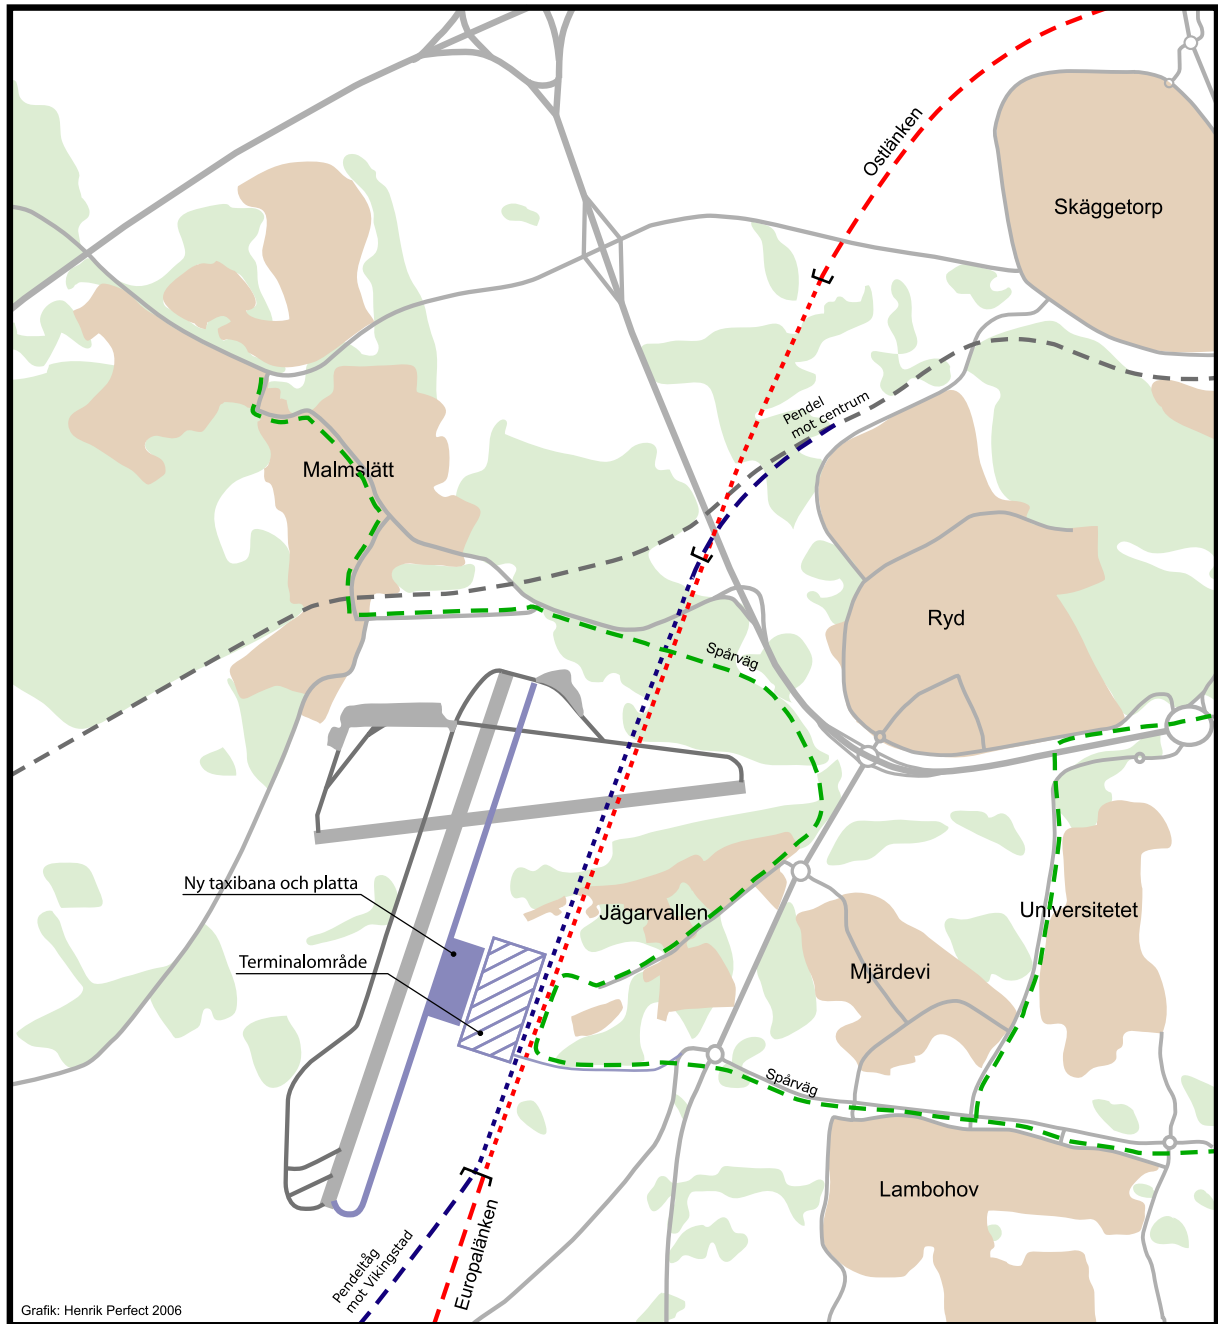 Ostlänken
Skäggetorp
Pendel
mot centrum
Malmslätt
Ryd
Spårväg
Ny taxibana och platta
Jägarvallen
Universitetet
Terminalområde
Mjärdevi
Spårväg
Lambohov
Pendeltåg
mot Vikingstad
Europalänken
Grafik: Henrik Perfect 2006